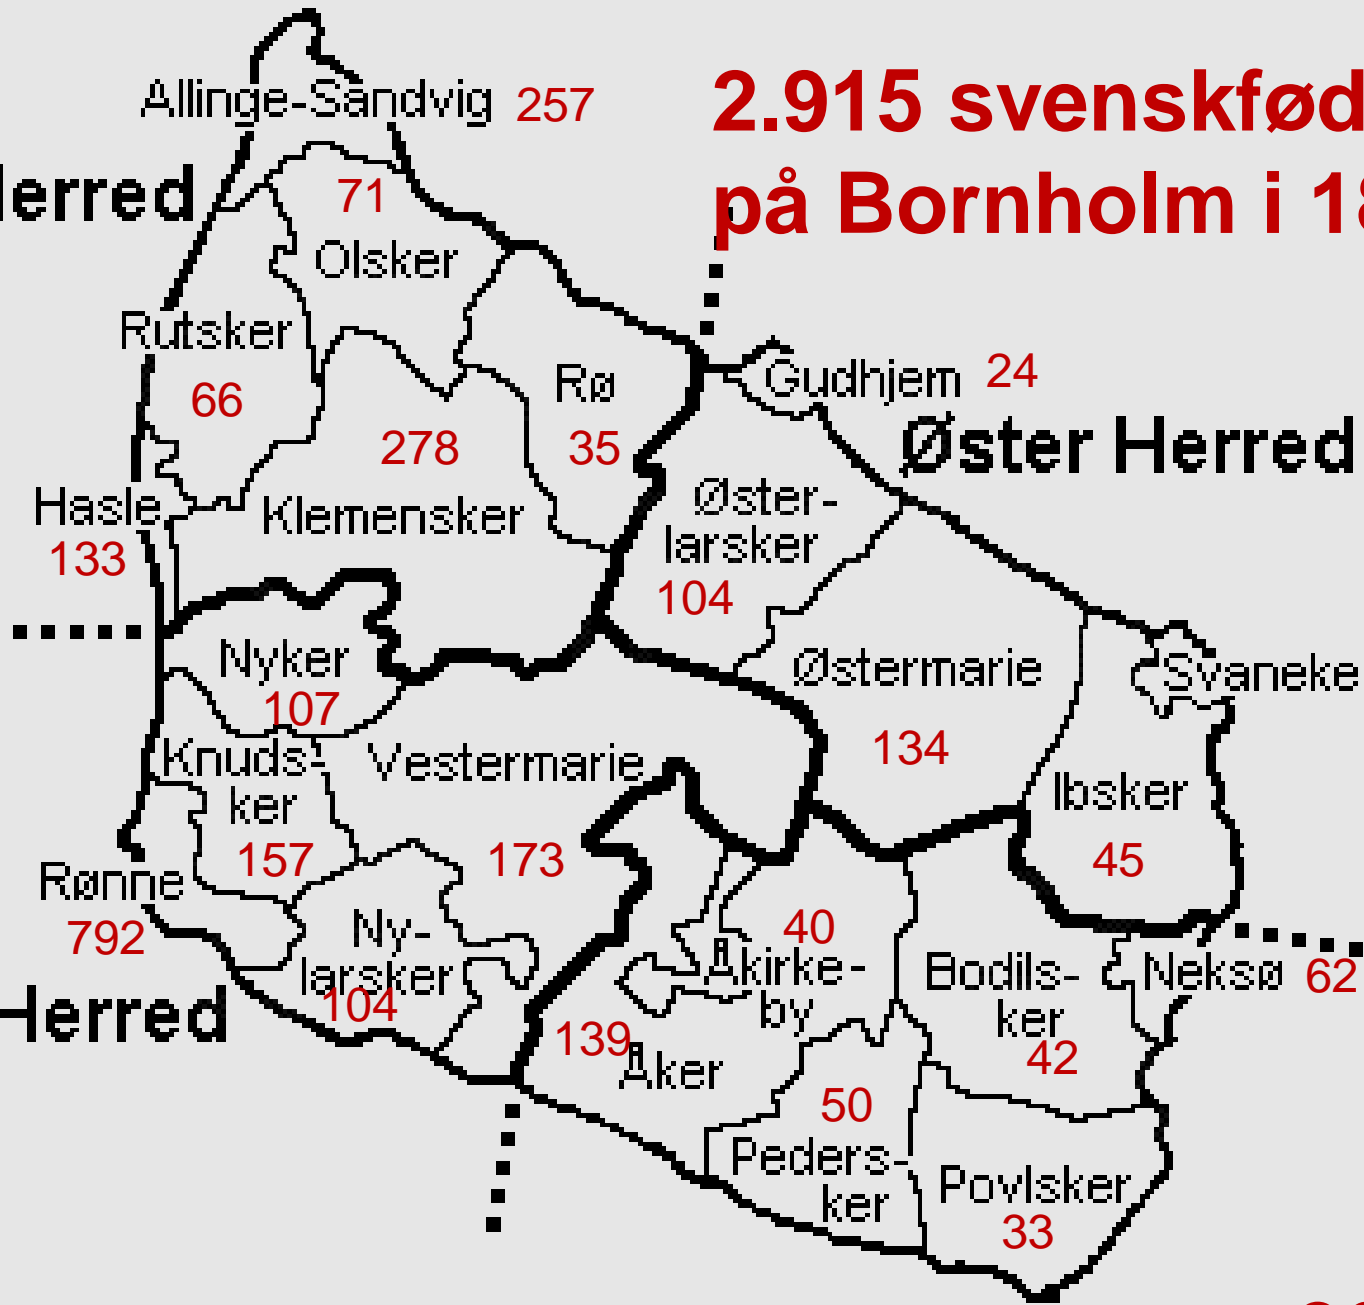 2.915 svenskfød
på Bornholm i 18
Allinge-Sandvig 257
Herred
71
Olsker
Rutsker
66
Rø
35
278
Klemensker
Gudhjem 24
Øster Herred
Hasle
133
Øster-
larsker
104
Nyker
107
Østermarie
134
Svaneke
Knuds-
ker
157
Vestermarie
173
Ibsker
45
Rønne
792
Ny-
larsker
104
40
Åkirke-
by
Bodils-
ker
42
Neksø 62
Herred
139
Åker
50
Peders-
ker
Povlsker
33